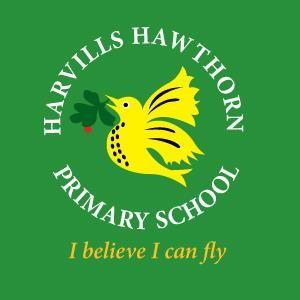 HARVILLS HAWTHORN
PRIMARY SCHOOL
I believe I can fly